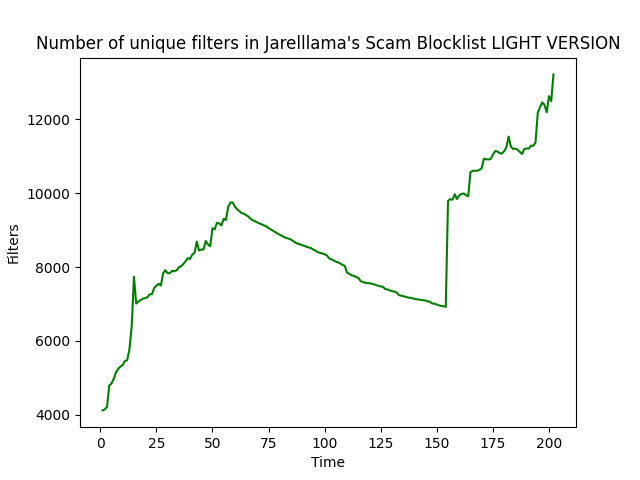 Number of unique filters in Jarelllama's Scam Blocklist LIGHT VERSION
Filters
12000
10000
8000
6000
4000
0 25 50 75 100 125 150 175 200
Time